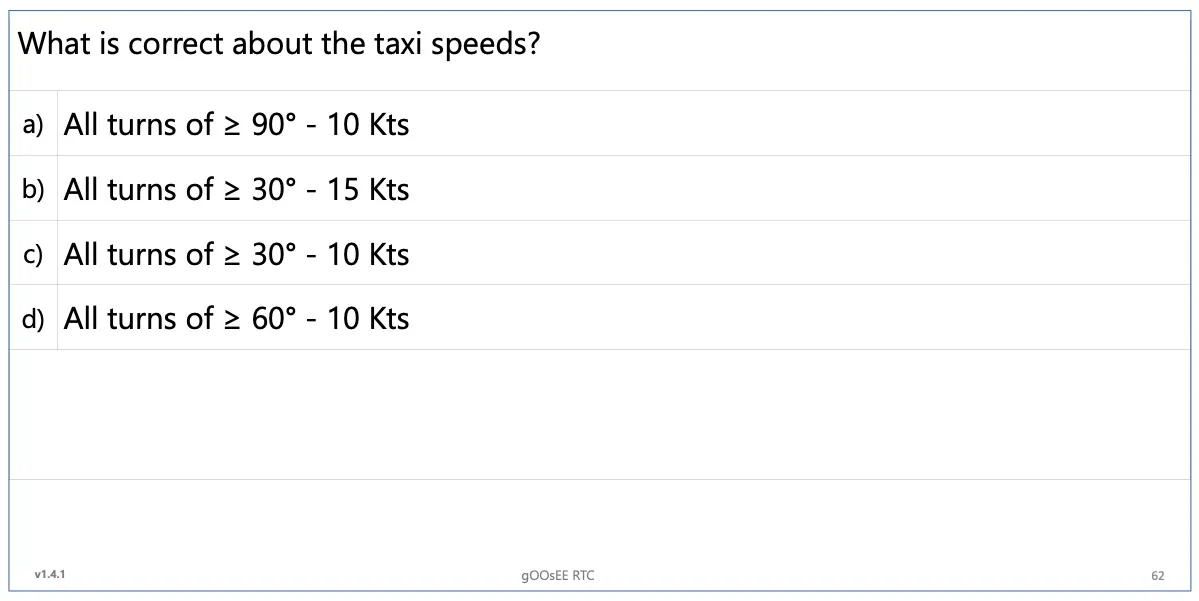 What is correct about the taxi speeds?
a) All turns of ≥ 90° - 10 Kts
b) All turns of ≥ 30° - 15 Kts
c) All turns of ≥ 30° - 10 Kts
d) All turns of ≥ 60° - 10 Kts
v1.4.1 gOOsEE RTC 62